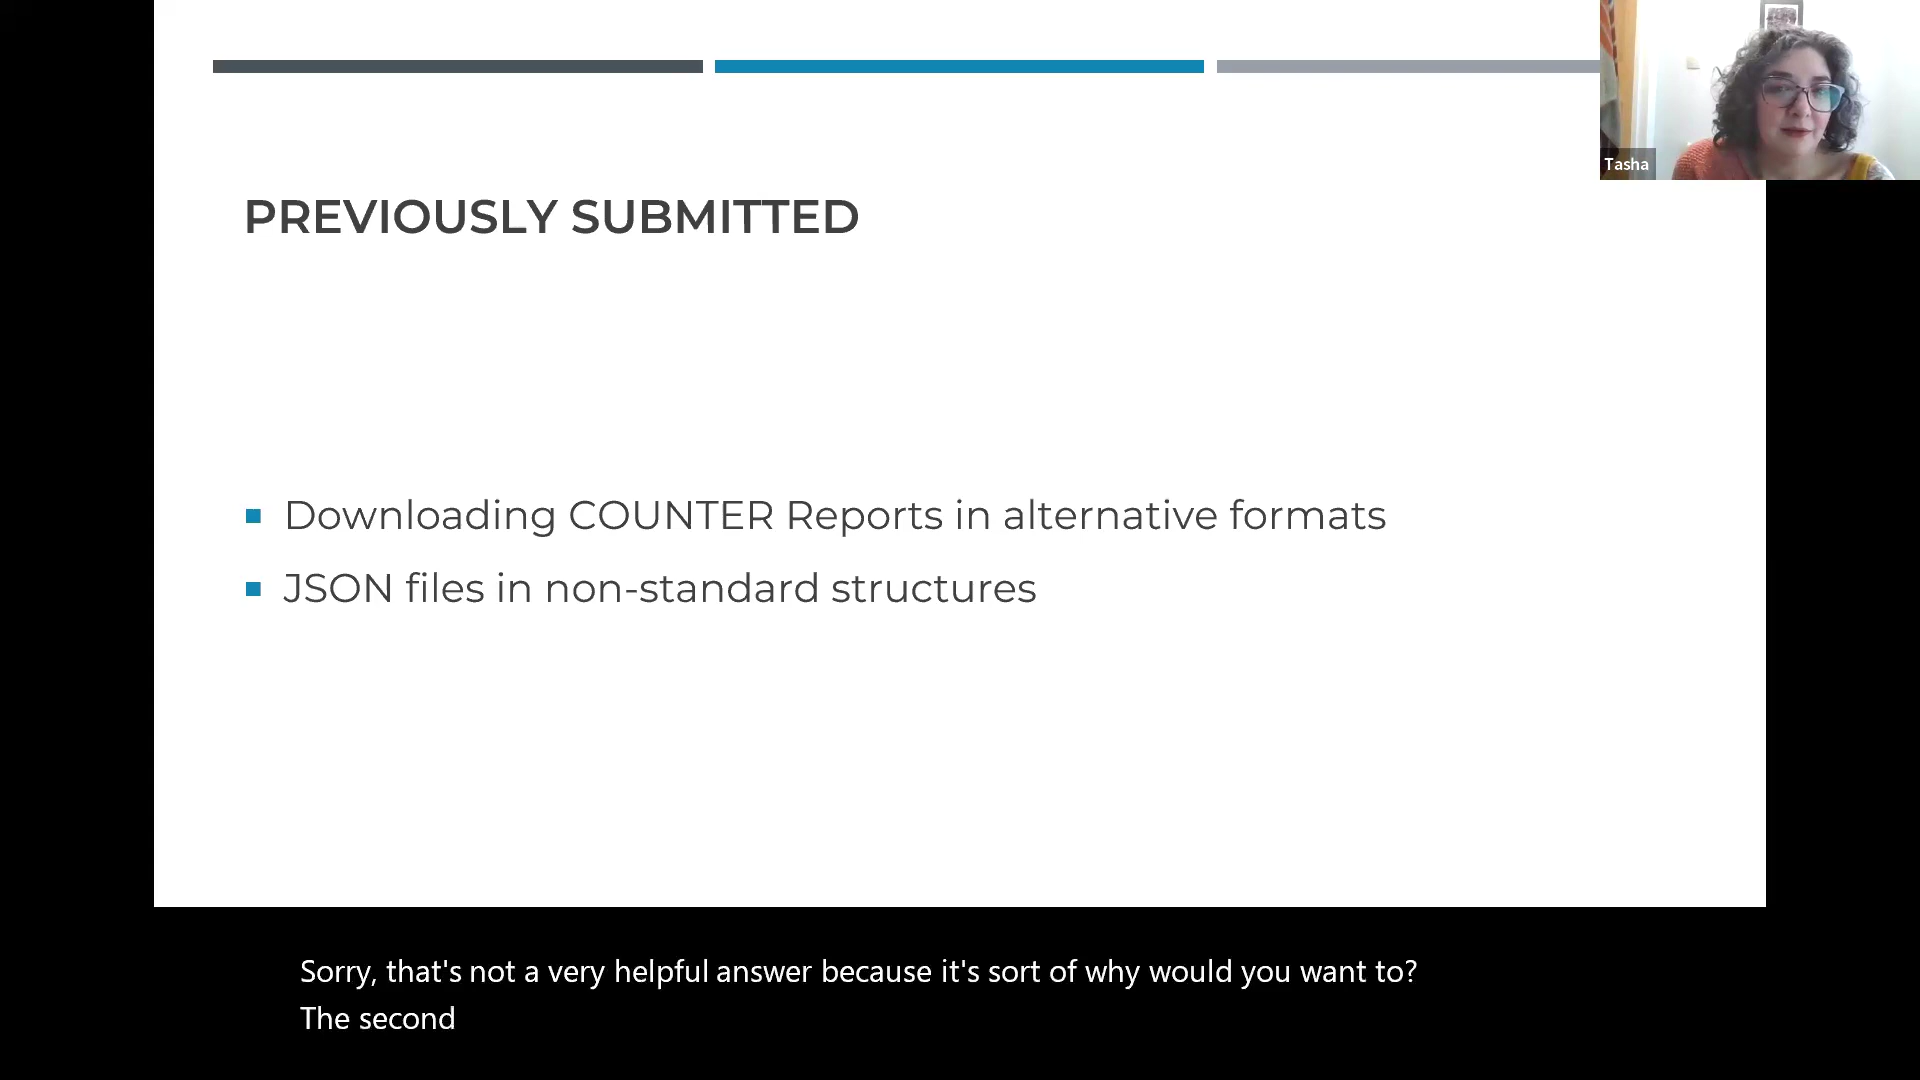 Tasha
PREVIOUSLY SUBMITTED
Downloading COUNTER Reports in alternative formats
JSON files in non-standard structures
Sorry, that's not a very helpful answer because it's sort of why would you want to?
The second